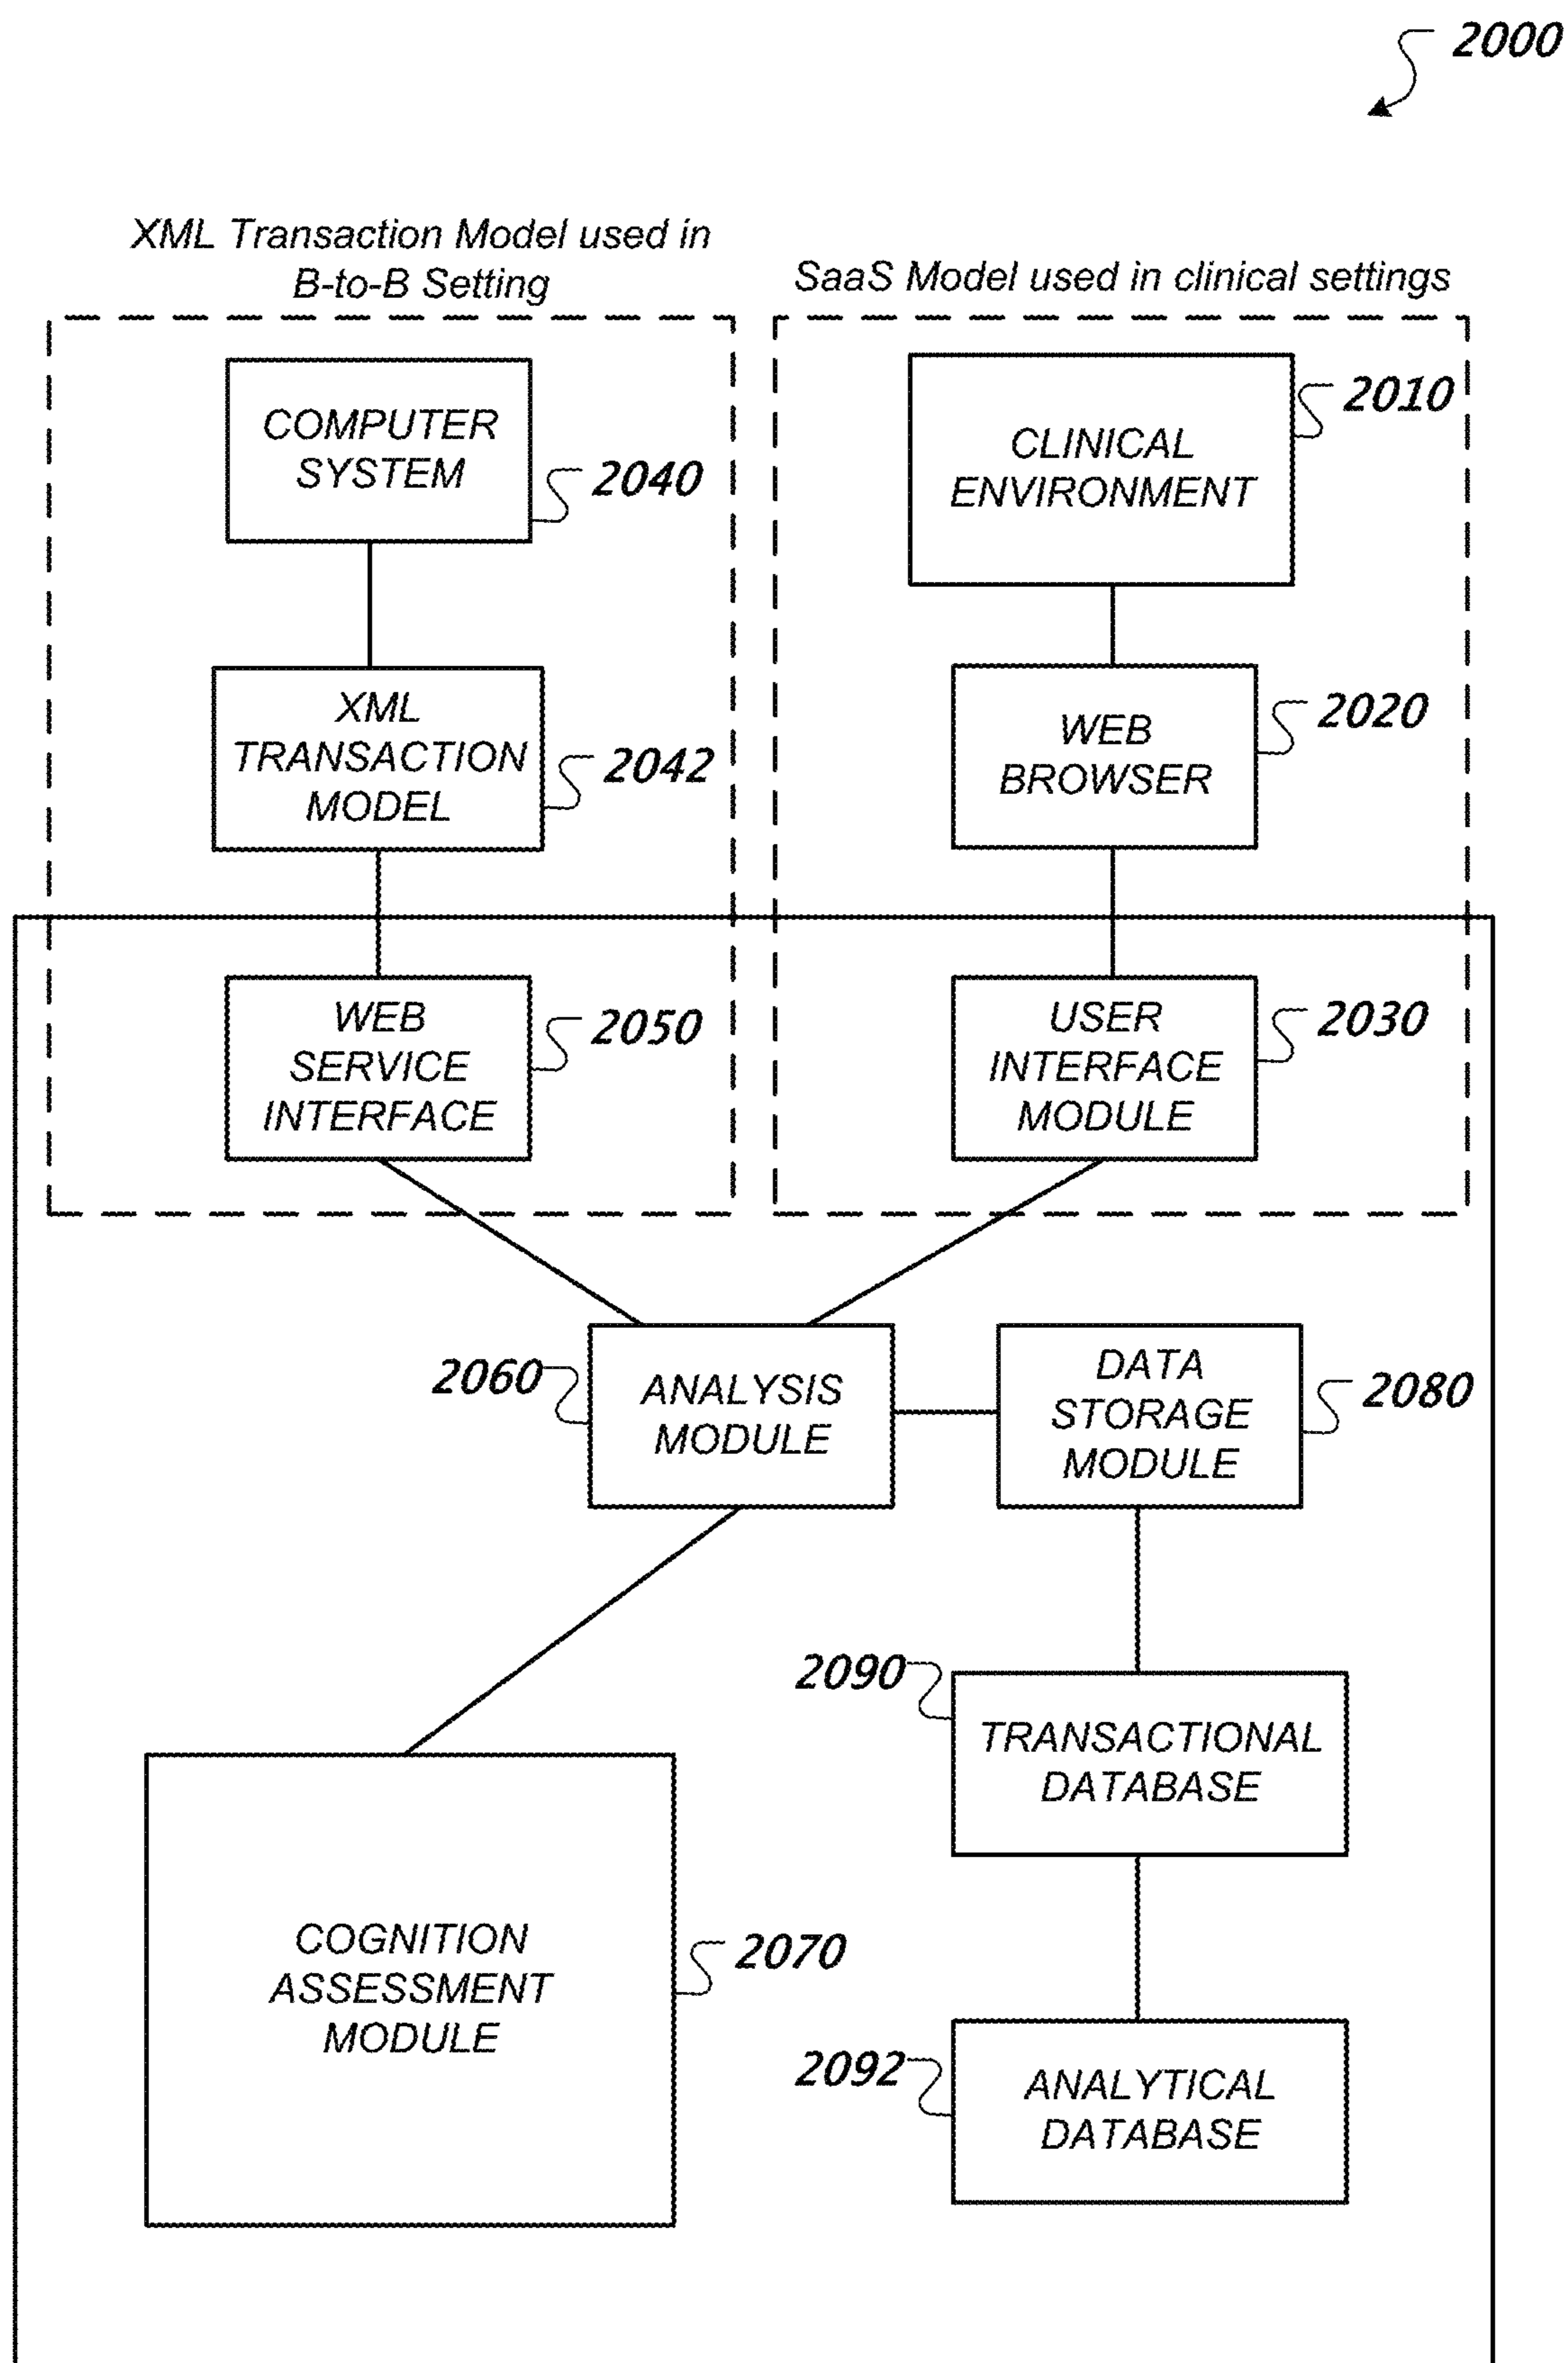 2000
XML Transaction Model used in
B-to-B Setting
SaaS Model used in clinical settings
COMPUTER
SYSTEM
2040
CLINICAL
ENVIRONMENT
2010
XML
TRANSACTION
MODEL
2042
WEB
BROWSER
2020
WEB
SERVICE
INTERFACE
2050
USER
INTERFACE
MODULE
2030
2060
ANALYSIS
MODULE
DATA
STORAGE
MODULE
2080
2090
TRANSACTIONAL
DATABASE
COGNITION
ASSESSMENT
MODULE
2070
2092
ANALYTICAL
DATABASE